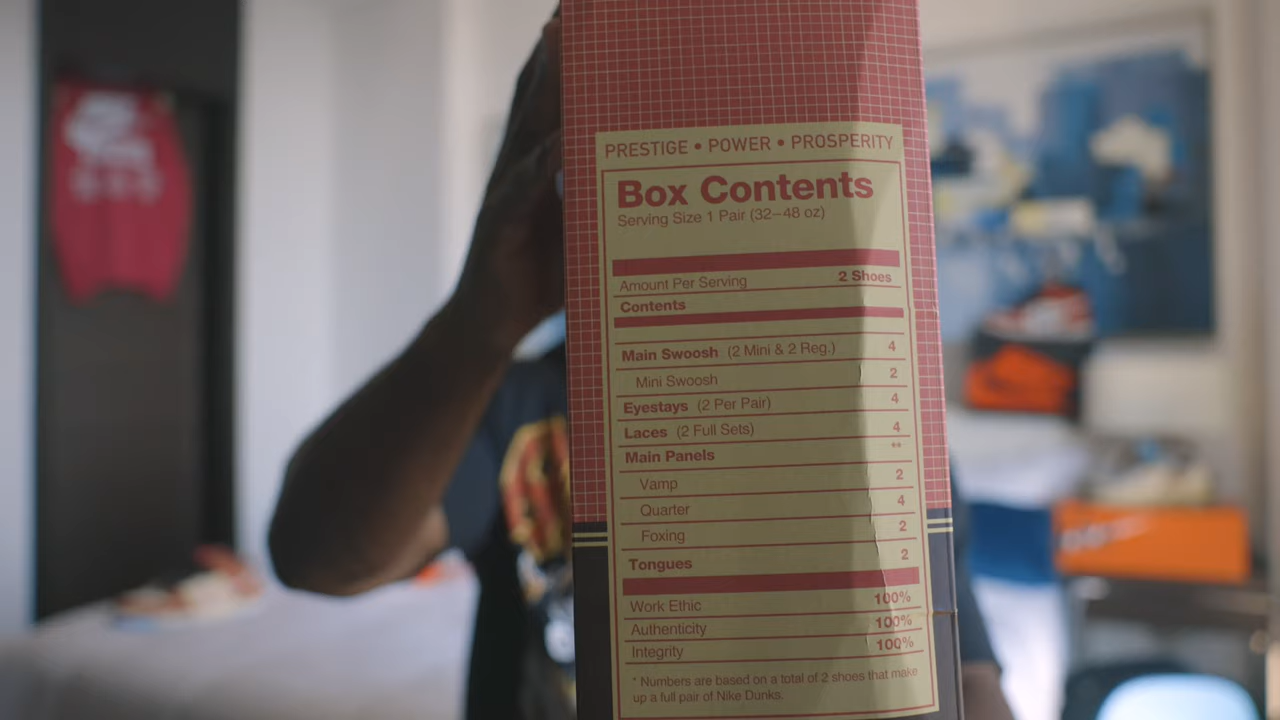 PRESTIGE • POWER • PROSPERITY
Box Contents
Serving Size 1 Pair (32–48 oz)
Amount Per Serving 2 Shoes
Contents
Main Swoosh (2 Mini & 2 Reg.) 4
Mini Swoosh 2
Eyestays (2 Per Pair) 4
Laces (2 Full Sets) 4
Main Panels **
Vamp 2
Quarter 4
Foxing 2
Tongues 2
Work Ethic 100%
Authenticity 100%
Integrity 100%
* Numbers are based on a total of 2 shoes that make
up a full pair of Nike Dunks.